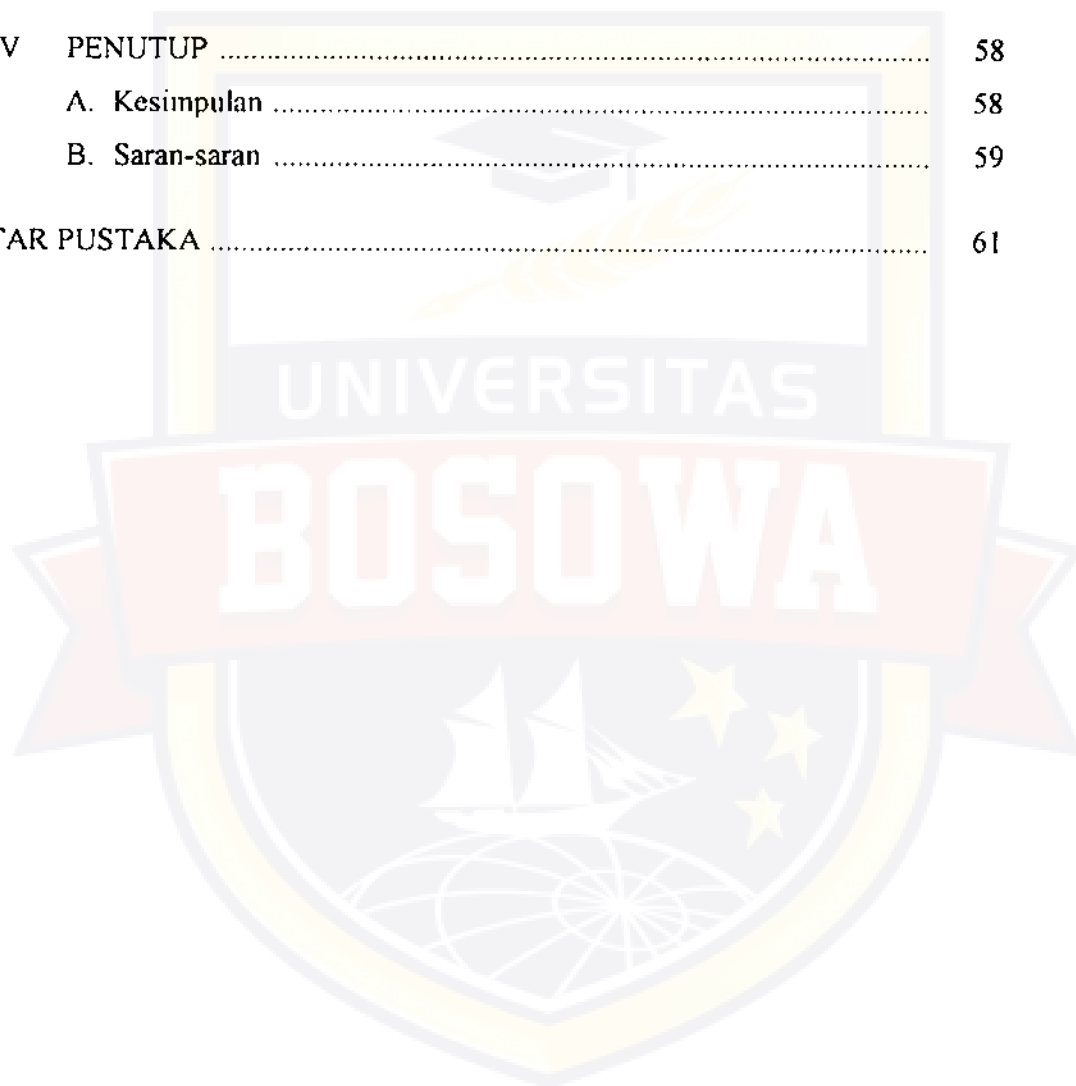 V PENUTUP ........................................................ 58
A. Kesimpulan ........................................................ 58
B. Saran-saran ........................................................ 59
TAR PUSTAKA ........................................................ 61
UNIVERSITAS
BOSOWA